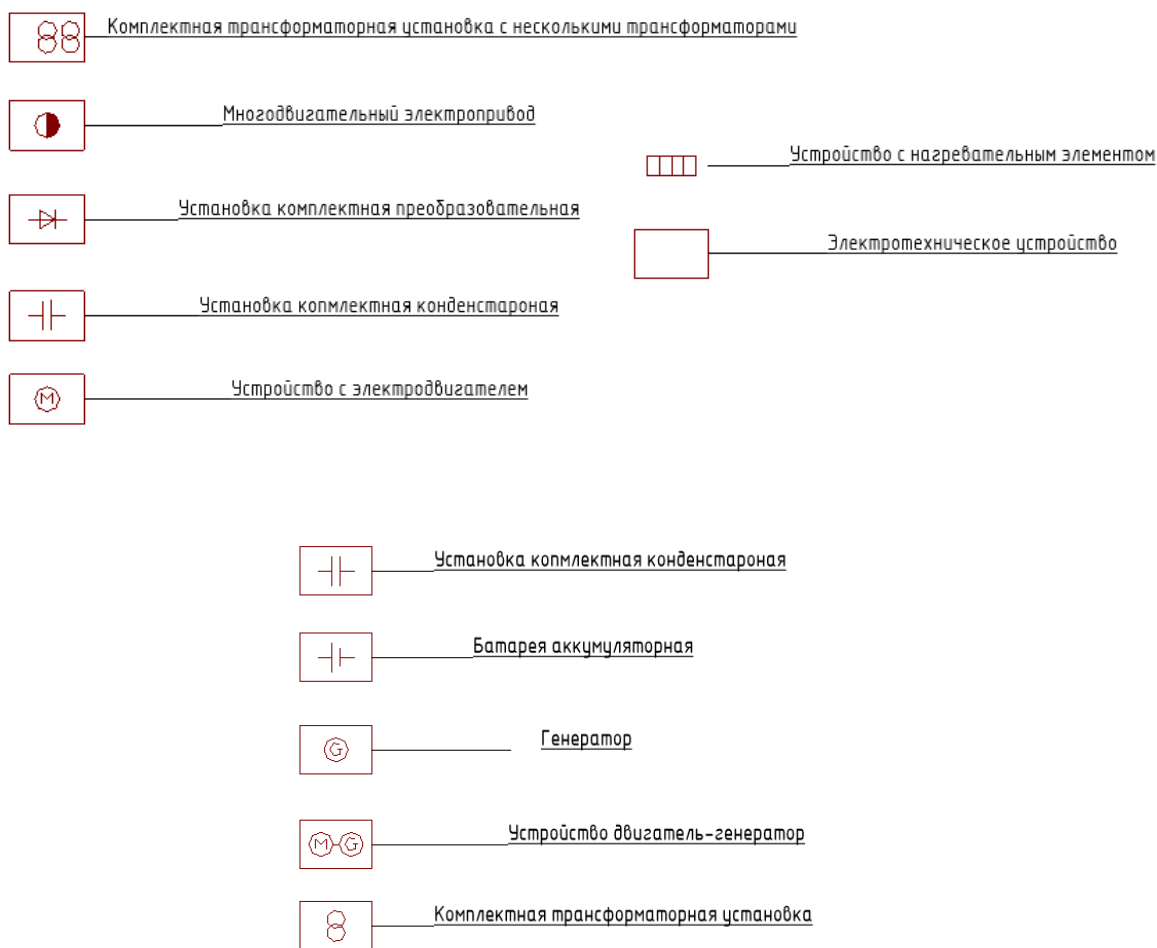 Комплектная трансформаторная установка с несколькими трансформаторами
Многодвигательный электропривод
Устройство с нагревательным элементом
Установка комплектная преобразовательная
Электротехническое устройство
Установка копмлектная конденстароная
M
Устройство с электродвигателем
Установка копмлектная конденстароная
Батарея аккумуляторная
G
Генератор
M G
Устройство двигатель-генератор
Комплектная трансформаторная установка